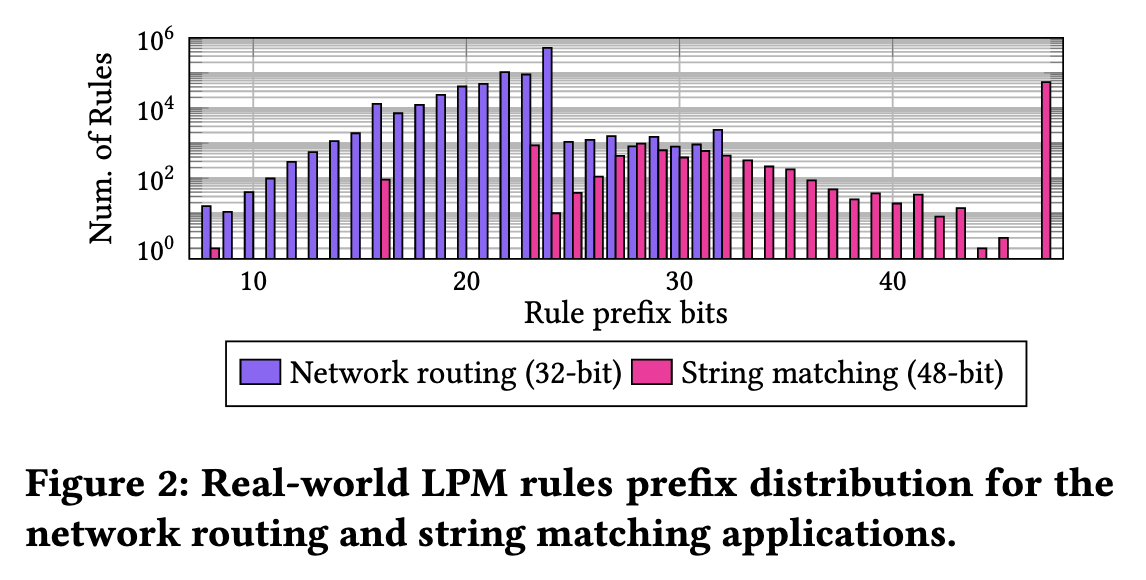 10^6
10^4
10^2
10^0
Num. of Rules
10 20 30 40
Rule prefix bits
Network routing (32-bit) String matching (48-bit)
Figure 2: Real-world LPM rules prefix distribution for the
network routing and string matching applications.